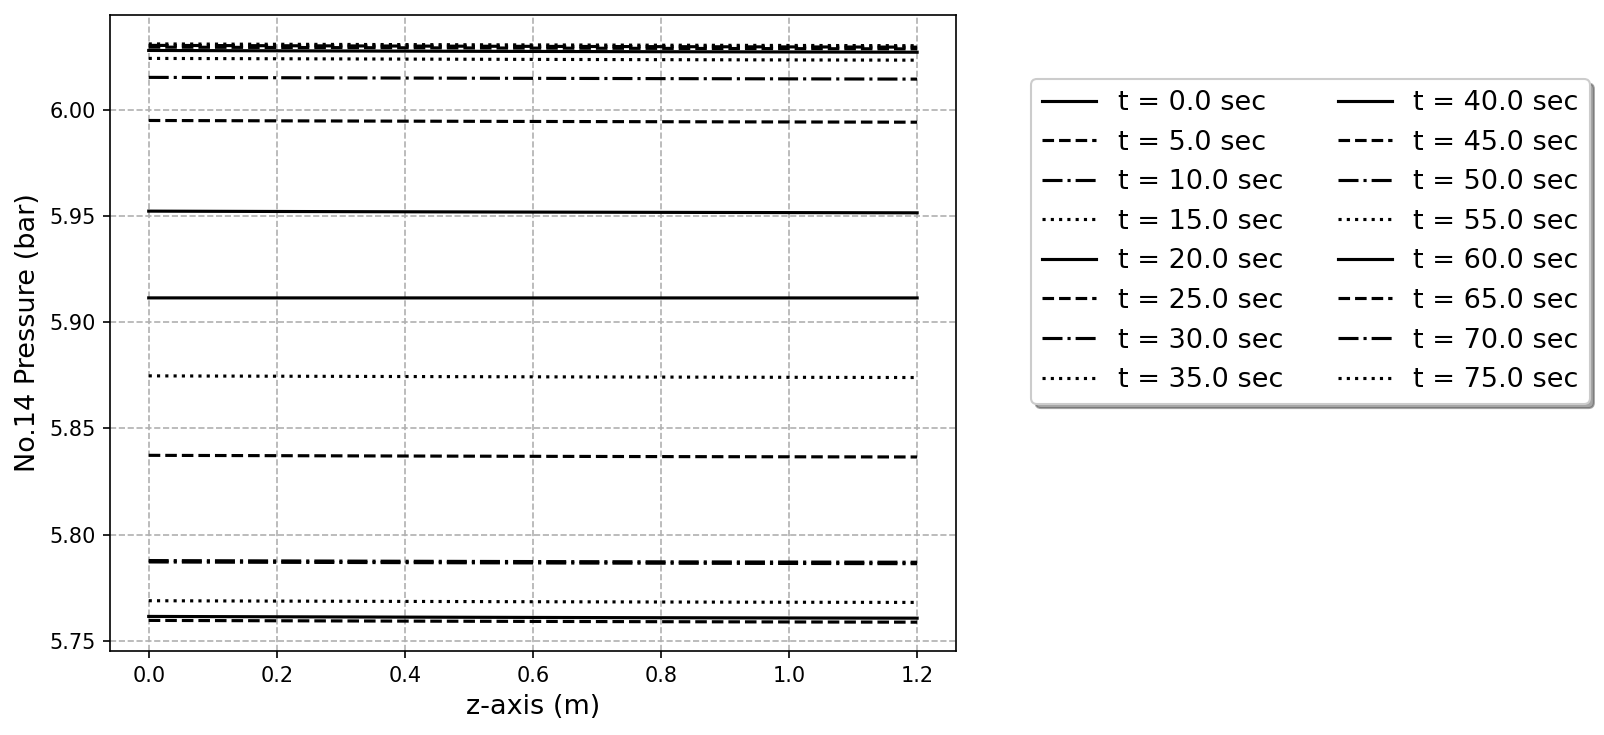 No.14 Pressure (bar)
6.00
5.95
5.90
5.85
5.80
5.75
0.0 0.2 0.4 0.6 0.8 1.0 1.2
z-axis (m)
t = 0.0 sec
t = 5.0 sec
t = 10.0 sec
t = 15.0 sec
t = 20.0 sec
t = 25.0 sec
t = 30.0 sec
t = 35.0 sec
t = 40.0 sec
t = 45.0 sec
t = 50.0 sec
t = 55.0 sec
t = 60.0 sec
t = 65.0 sec
t = 70.0 sec
t = 75.0 sec